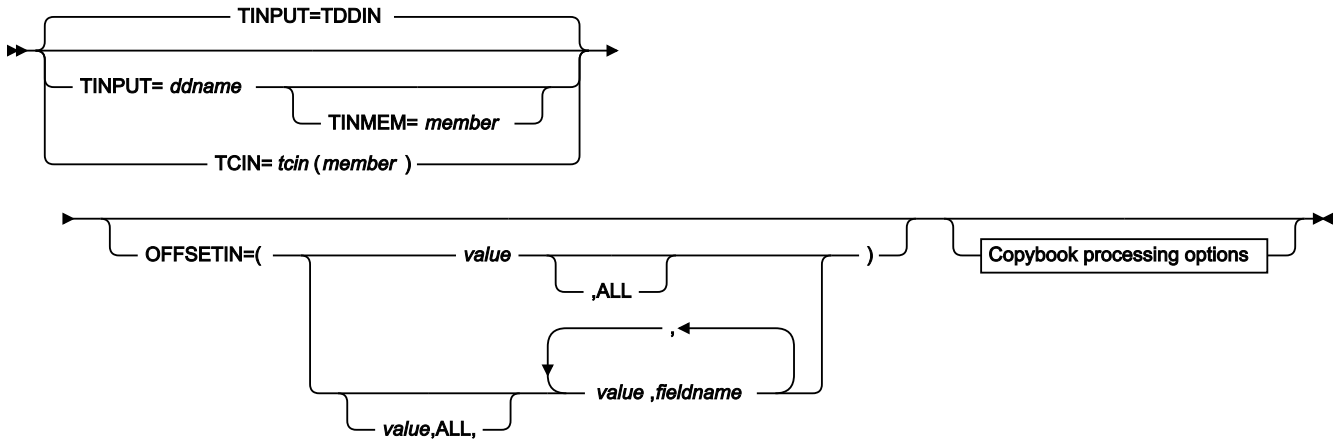 TINPUT=TDDIN
TINPUT= ddname
TINMEM= member
TCIN= tcin (member )
OFFSETIN=( value )
,ALL
Copybook processing options
,
value ,fieldname
value,ALL,